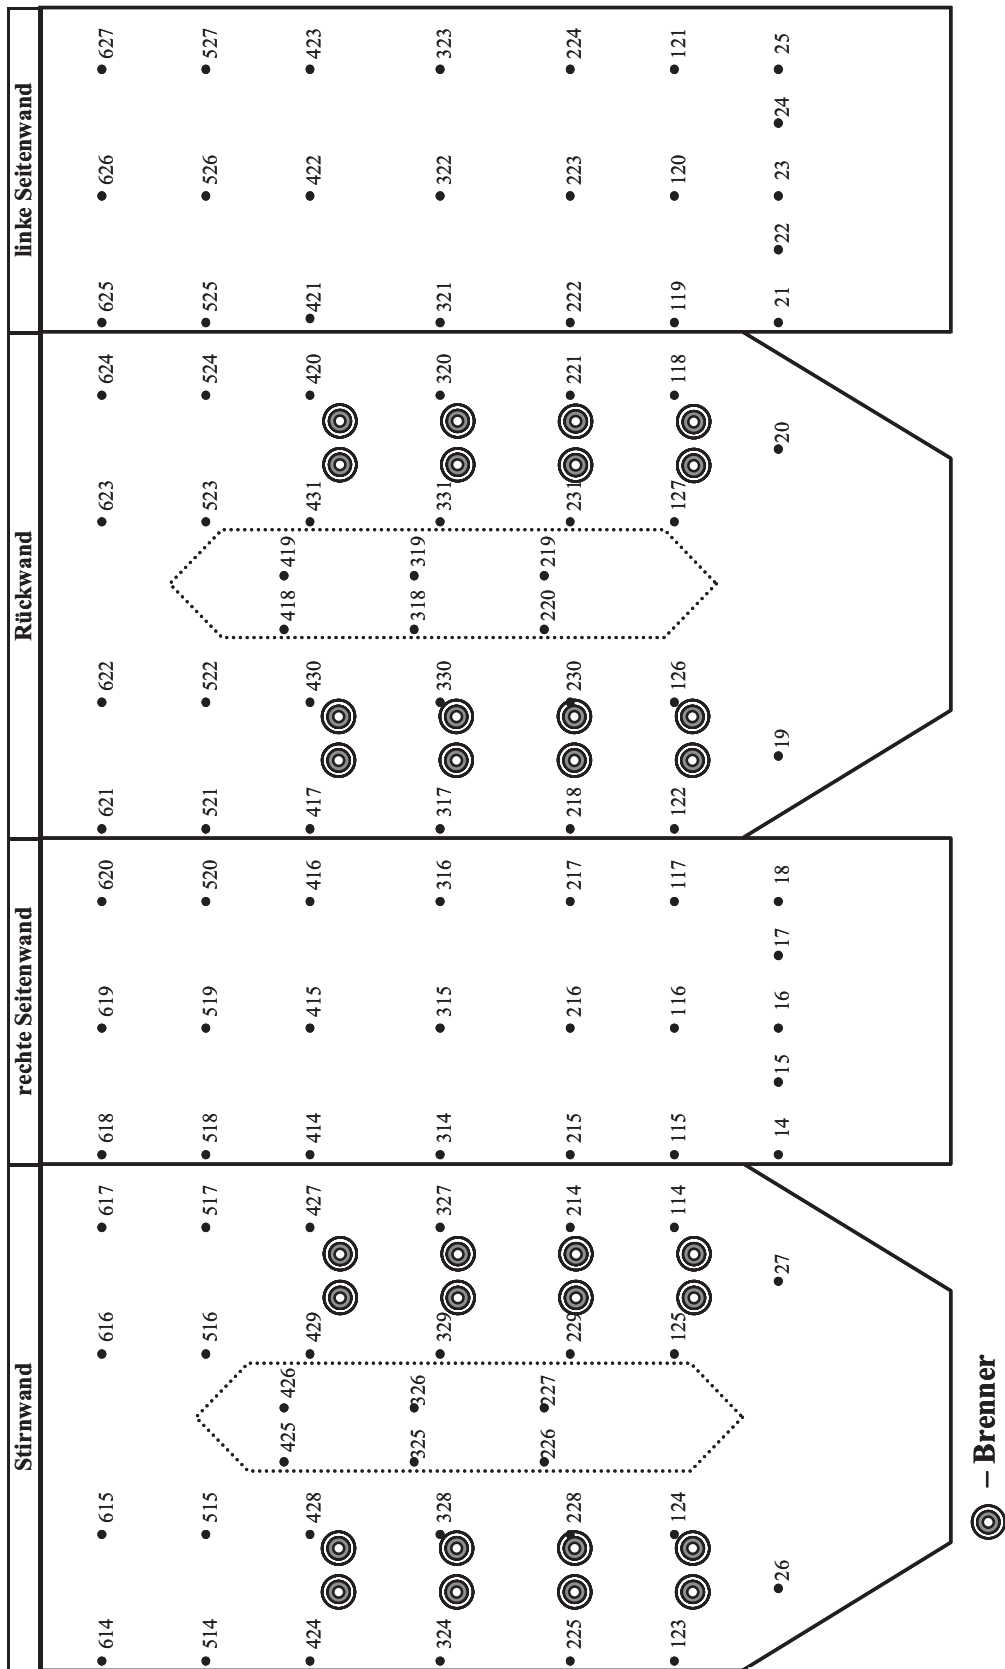 Stirnwand rechte Seitenwand Rückwand linke Seitenwand
614 615 616 617 618 619 620 621 622 623 624 625 626 627
514 515 516 517 518 519 520 521 522 523 524 525 526 527
425 426 418 419
424 428 429 427 414 415 416 417 430 431 420 421 422 423
325 326 318 319
324 328 329 327 314 315 316 317 330 331 320 321 322 323
226 227 220 219
225 228 229 214 215 216 217 218 230 231 221 222 223 224
123 124 125 114 115 116 117 122 126 127 118 119 120 121
26 27 14 15 16 17 18 19 20 21 22 23 24 25
– Brenner